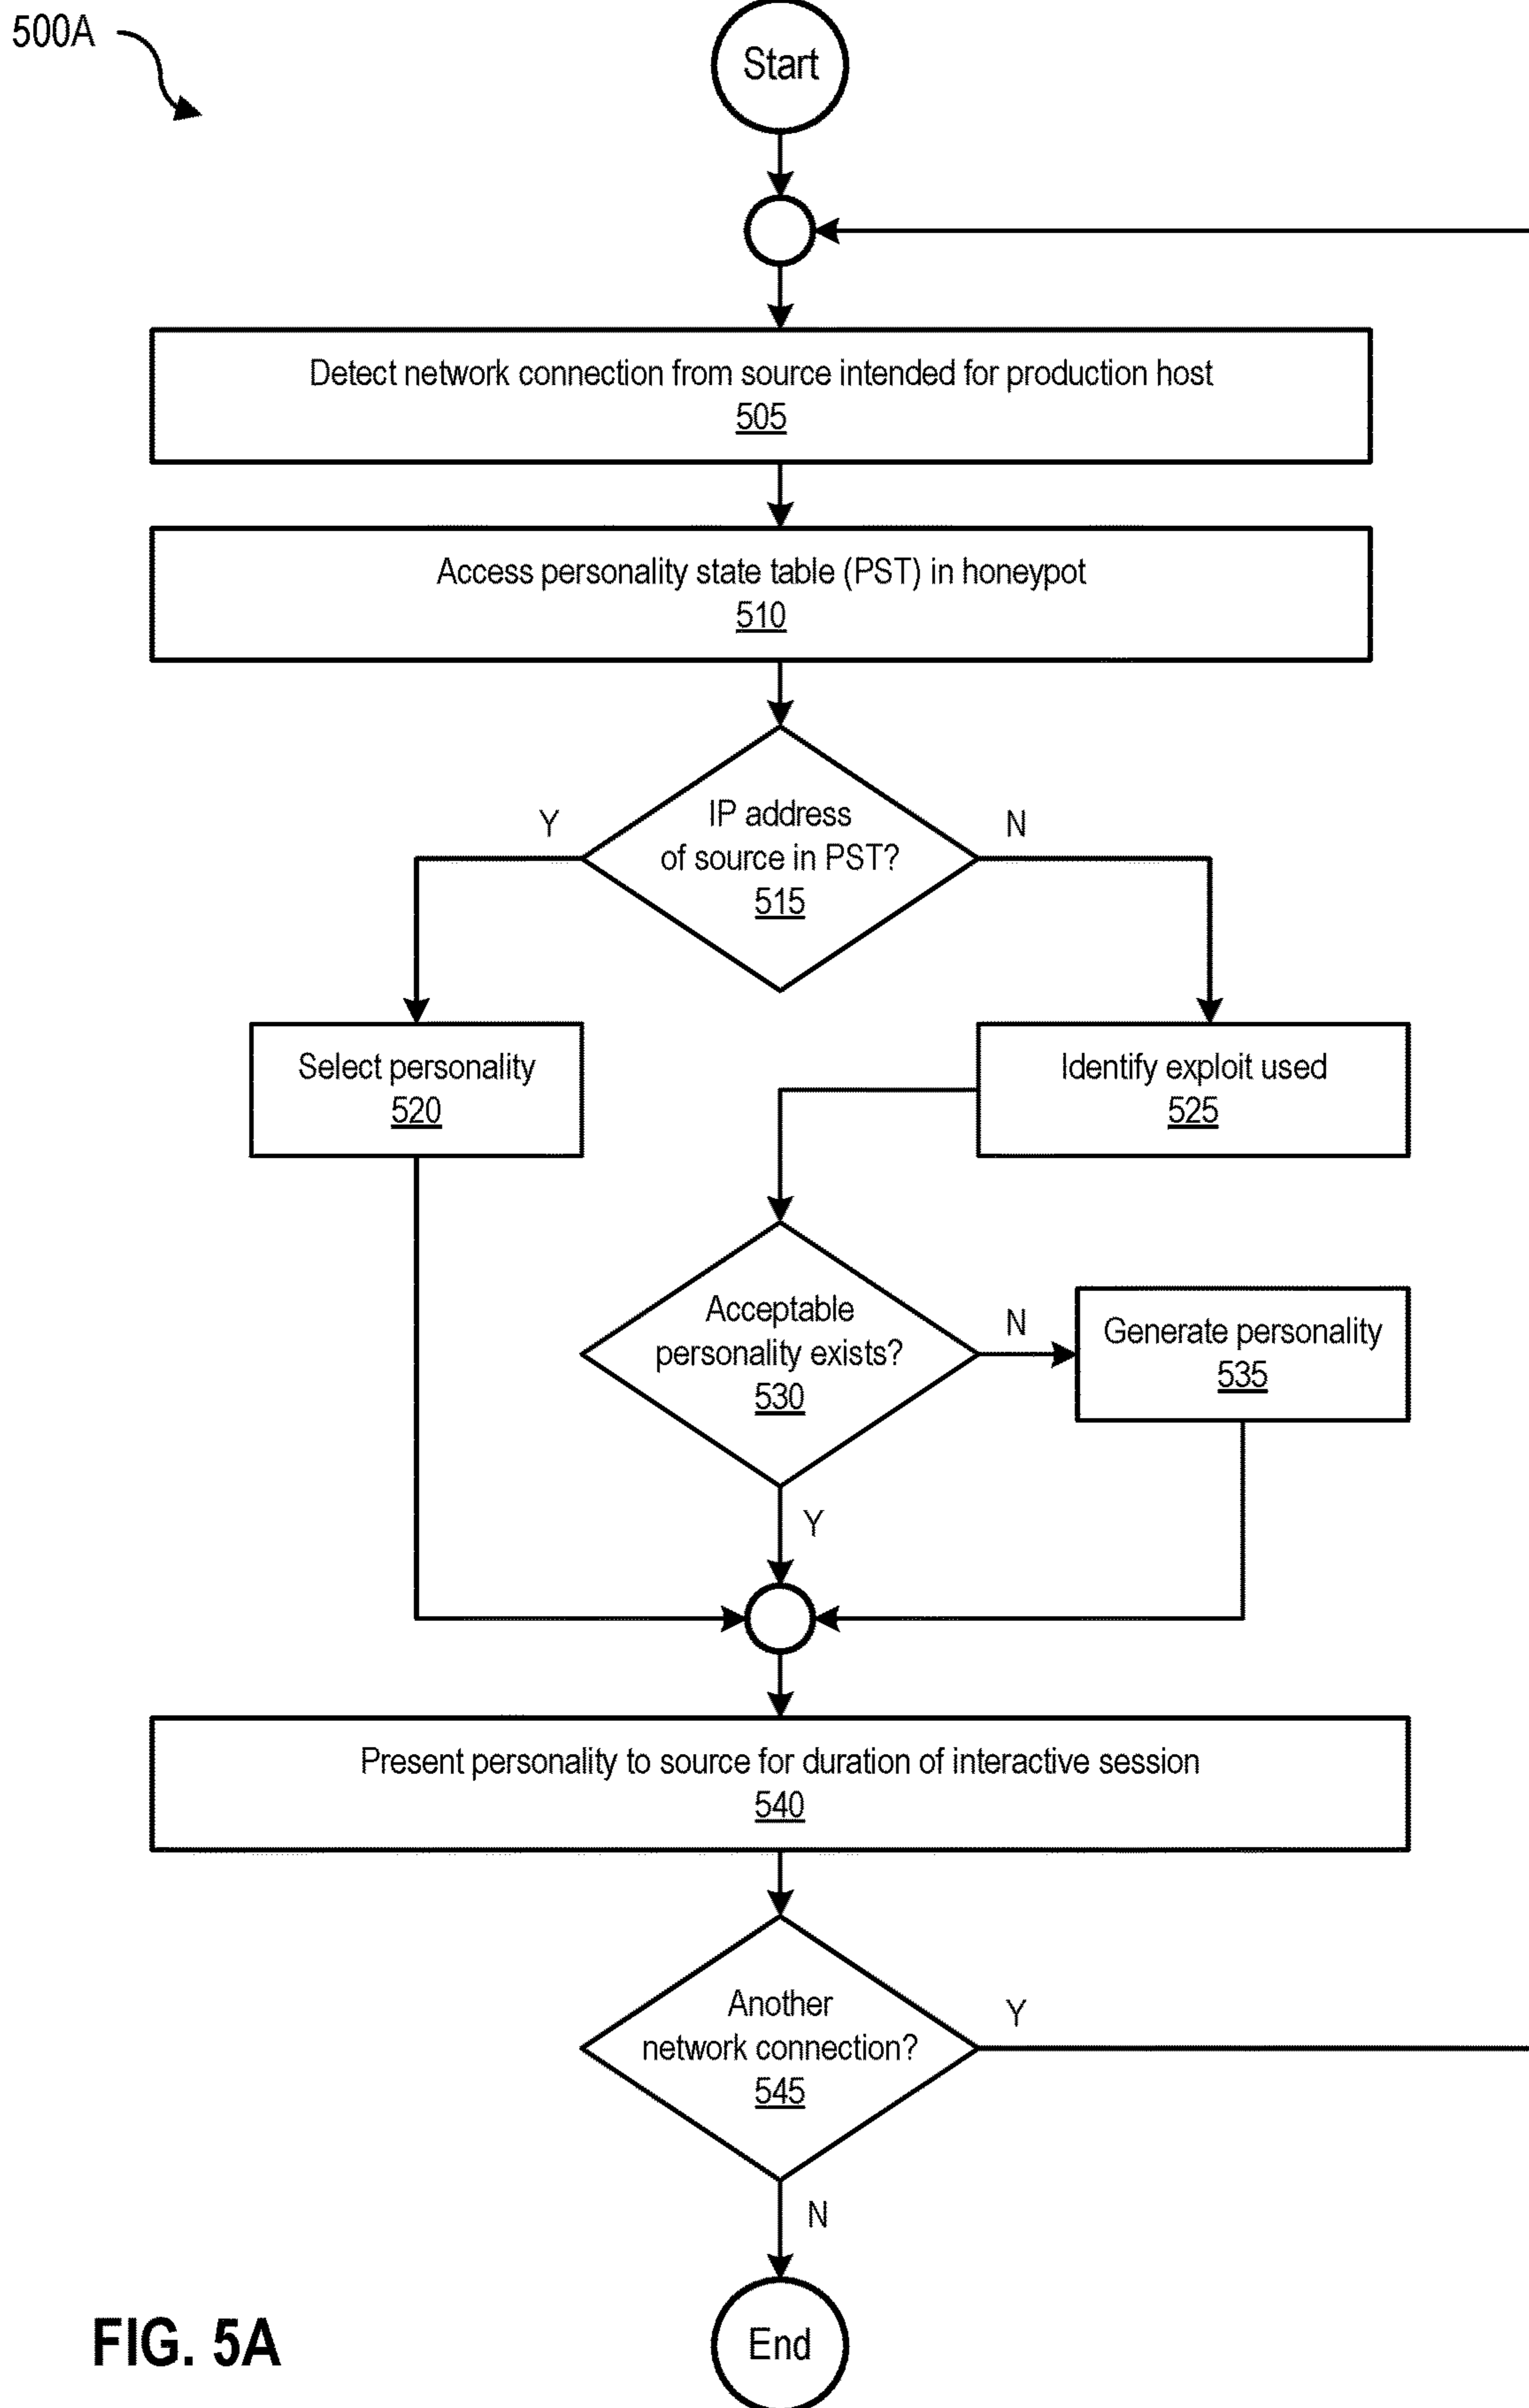 500A
Start
Detect network connection from source intended for production host
505
Access personality state table (PST) in honeypot
510
IP address
of source in PST?
515
Y
N
Select personality
520
Identify exploit used
525
Acceptable
personality exists?
530
N
Generate personality
535
Y
Present personality to source for duration of interactive session
540
Another
network connection?
545
Y
N
End
FIG. 5A